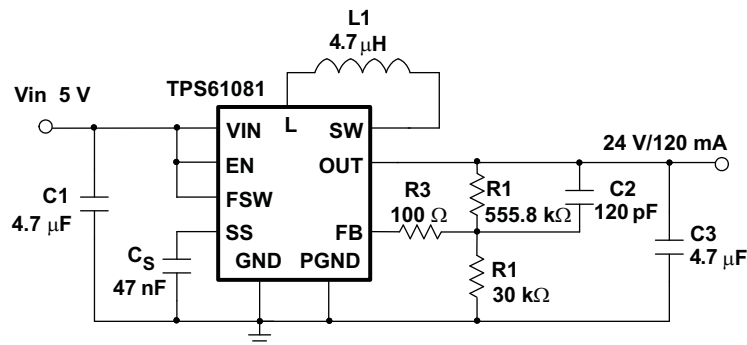 L1
4.7 μH
Vin 5 V
TPS61081
L
VIN
SW
24 V/120 mA
EN
OUT
C1
4.7 μF
FSW
R3
100 Ω
R1
555.8 kΩ
C2
120 pF
SS
FB
C3
4.7 μF
CS
47 nF
GND
PGND
R1
30 kΩ